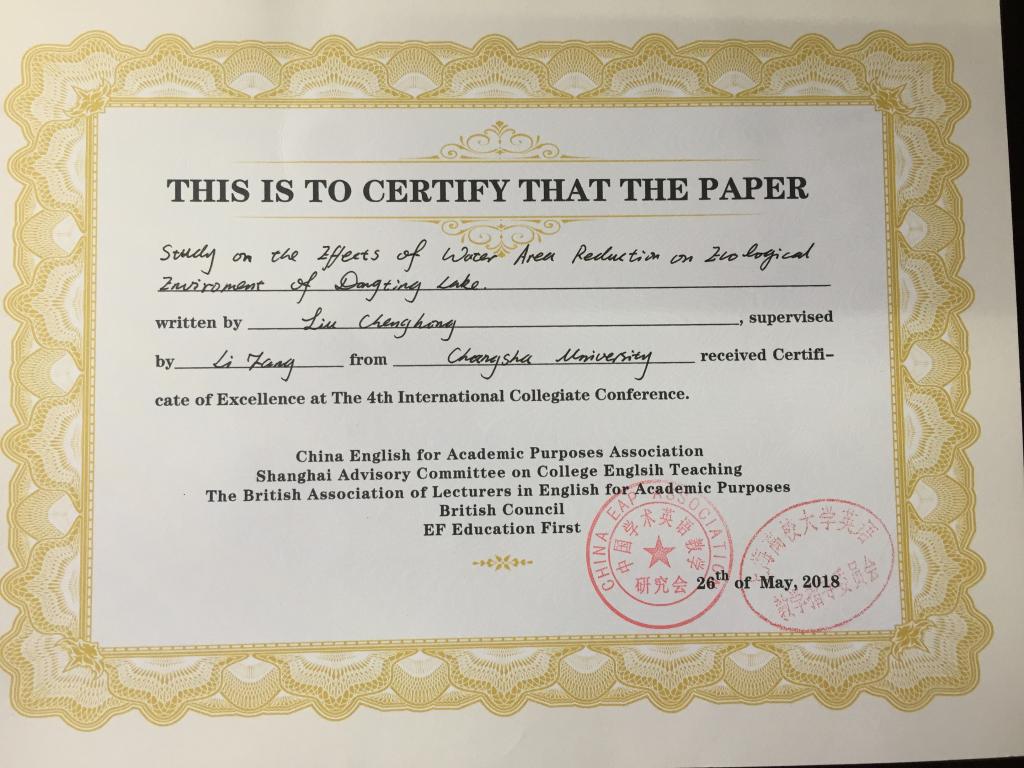 THIS IS TO CERTIFY THAT THE PAPER
Study on the Effects of Water Area Reduction on Ecological
Enviroment of Dongting Lake.
written by Liu Chenghong, supervised
by Li Fang from Changsha University received Certifi-
cate of Excellence at The 4th International Collegiate Conference.
China English for Academic Purposes Association
Shanghai Advisory Committee on College Englsih Teaching
The British Association of Lecturers in English for Academic Purposes
British Council
EF Education First
CHINA EAP ASSOCIATION
中国学术英语教学
研究会
26th of May, 2018
上海高校大学英语
教学指导委员会